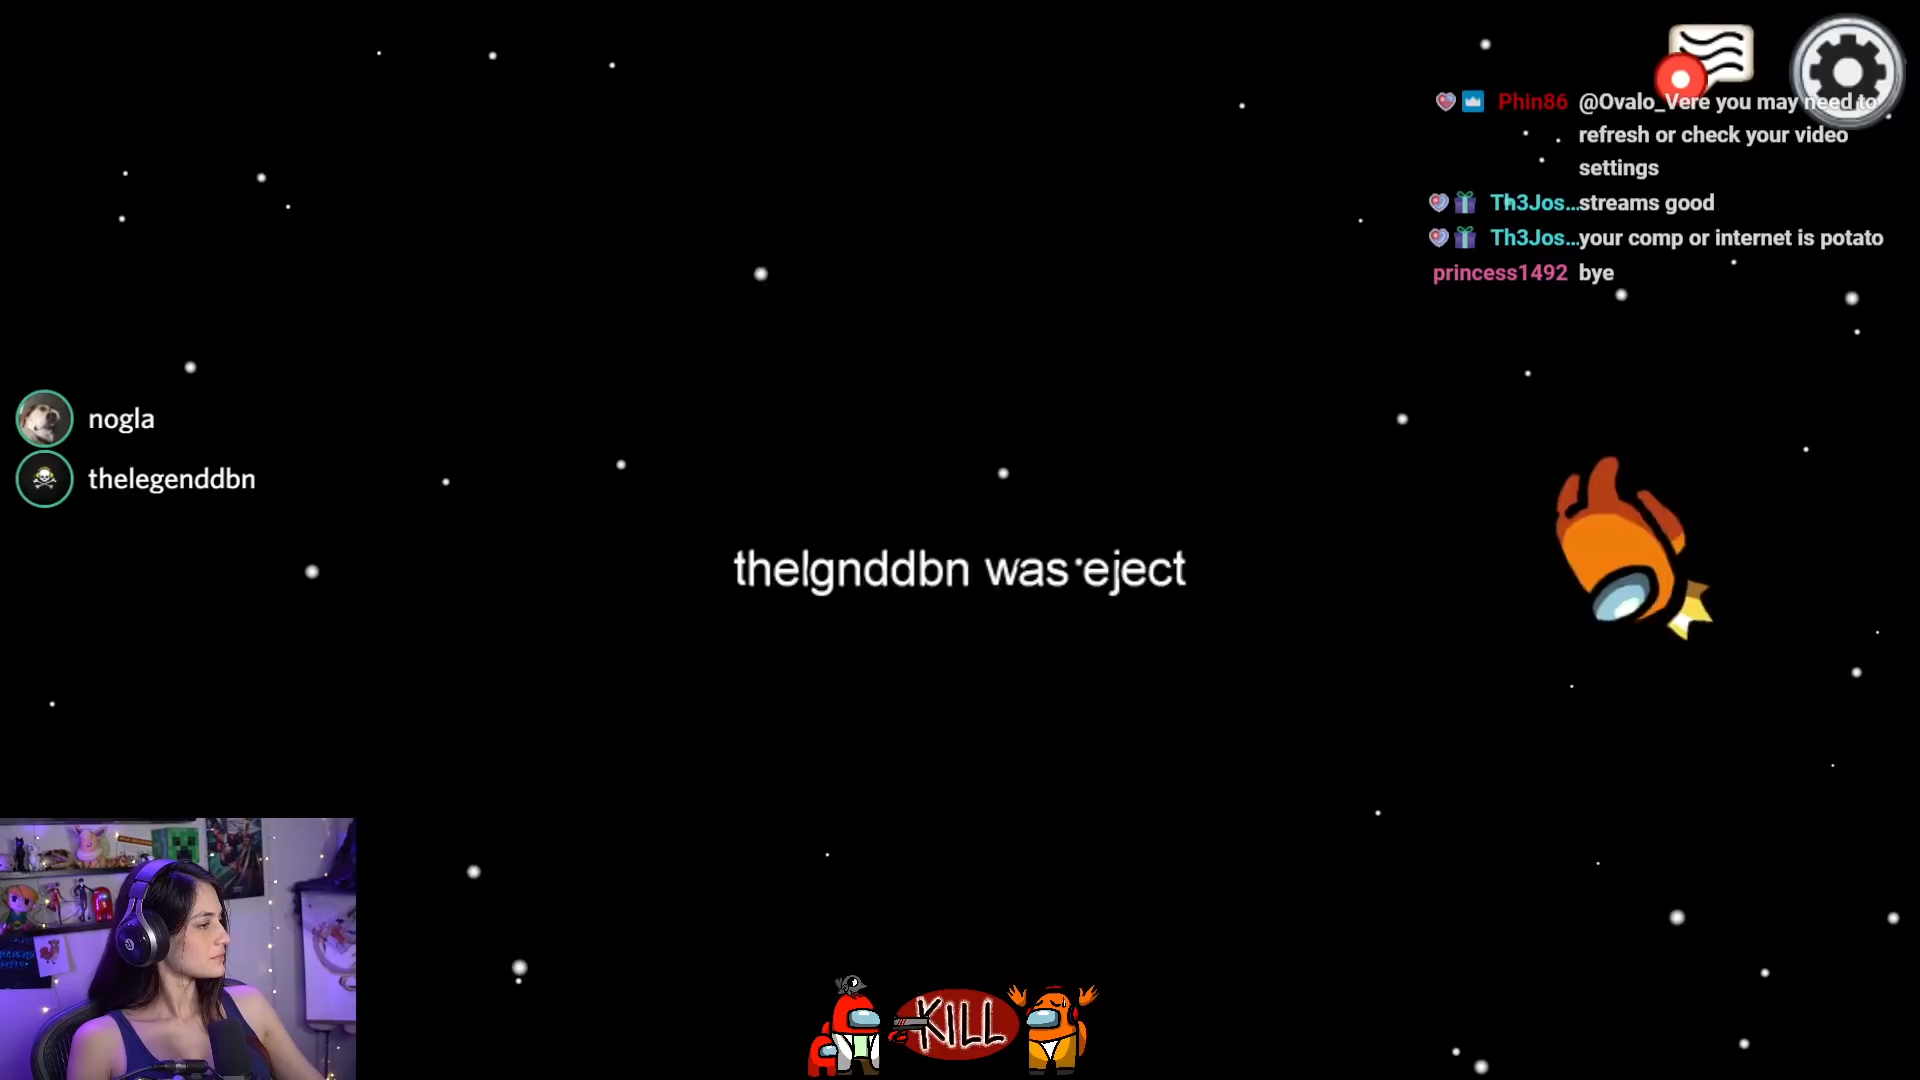 Phin86 @Ovalo_Vere you may need to
refresh or check your video
settings
Th3Jos... streams good
Th3Jos... your comp or internet is potato
princess1492 bye
nogla
thelegenddbn
thelgnddbn was eject
KILL